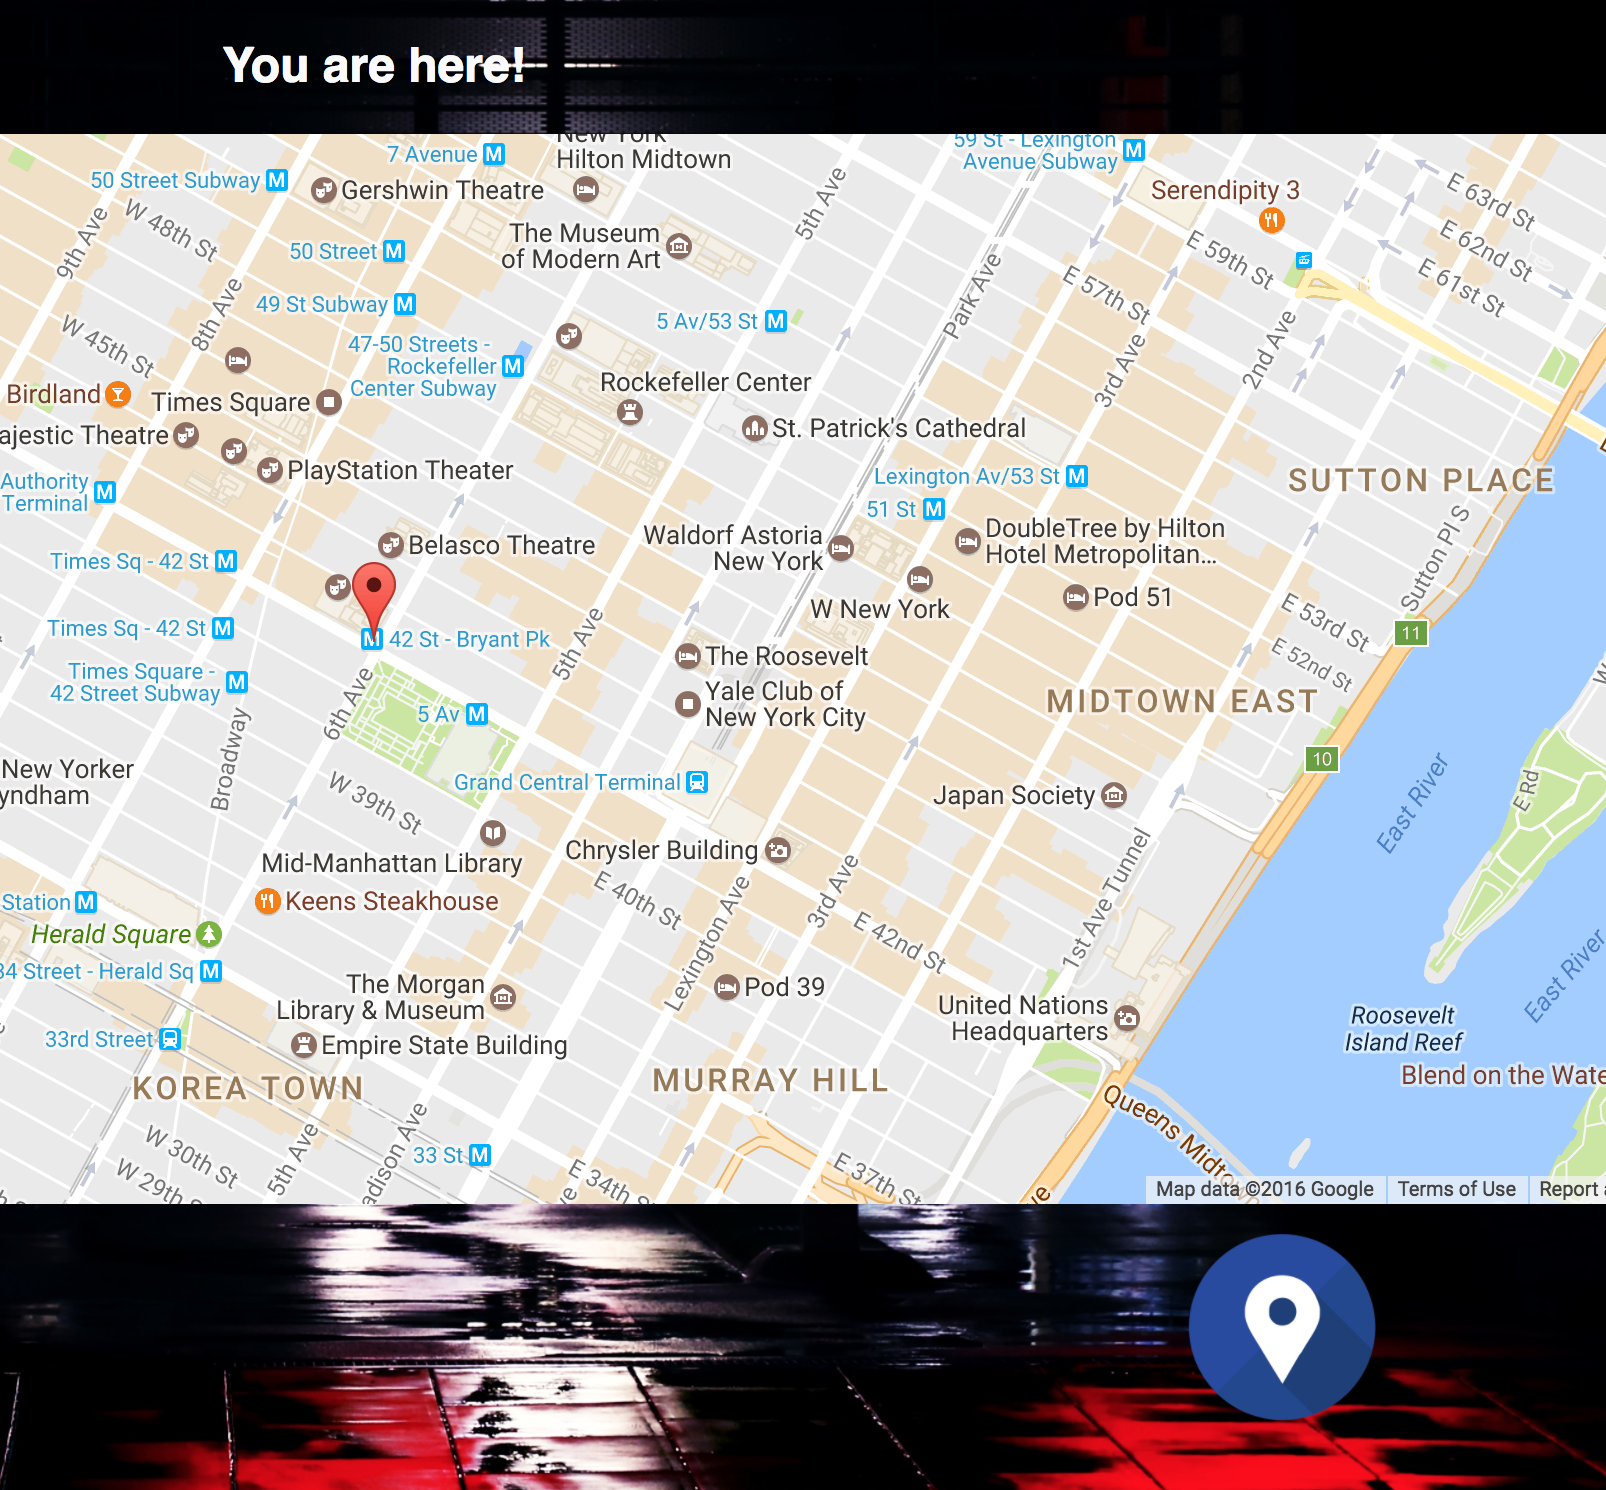 You are here!
New York
Hilton Midtown
7 Avenue
59 St - Lexington
Avenue Subway
50 Street Subway
Gershwin Theatre
Serendipity 3
E 63rd St
W 48th St
9th Ave
5th Ave
The Museum
of Modern Art
50 Street
E 62nd St
E 59th St
E 61st St
E 57th St
Park Ave
49 St Subway
8th Ave
5 Av/53 St
2nd Ave
3rd Ave
W 45th St
47-50 Streets -
Rockefeller
Center Subway
Rockefeller Center
Birdland
Times Square
St. Patrick's Cathedral
ajestic Theatre
PlayStation Theater
Lexington Av/53 St
SUTTON PLACE
Authority
Terminal
51 St
Waldorf Astoria
New York
DoubleTree by Hilton
Hotel Metropolitan...
Belasco Theatre
Times Sq - 42 St
Sutton Pl S
Pod 51
W New York
E 53rd St
11
Times Sq - 42 St
42 St - Bryant Pk
5th Ave
The Roosevelt
E 52nd St
Times Square -
42 Street Subway
Yale Club of
New York City
MIDTOWN EAST
6th Ave
5 Av
Broadway
10
New Yorker
yndham
Grand Central Terminal
W 39th St
Japan Society
East River
E Rd
Mid-Manhattan Library
Chrysler Building
Keens Steakhouse
E 40th St
Lexington Ave
3rd Ave
1st Ave Tunnel
Station
Herald Square
E 42nd St
34 Street - Herald Sq
The Morgan
Library & Museum
Pod 39
United Nations
Headquarters
East River
Roosevelt
Island Reef
33rd Street
Empire State Building
KOREA TOWN
MURRAY HILL
Blend on the Wate
Queens Midtown
W 30th St
5th Ave
adison Ave
33 St
W 29th S
E 34th St
E 37th St
Map data ©2016 Google
Terms of Use
Report a